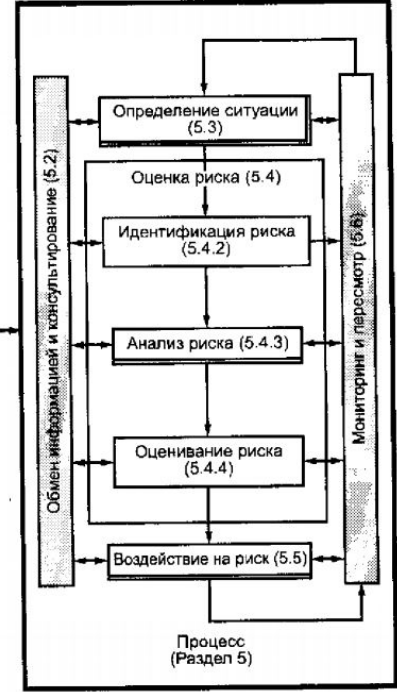 Определение ситуации
(5.3)
Оценка риска (5.4)
Идентификация риска
(5.4.2)
Анализ риска (5.4.3)
Оценивание риска
(5.4.4)
Воздействие на риск (5.5)
Обмен информацией и консультирование (5.2)
Мониторинг и пересмотр (5.6)
Процесс
(Раздел 5)